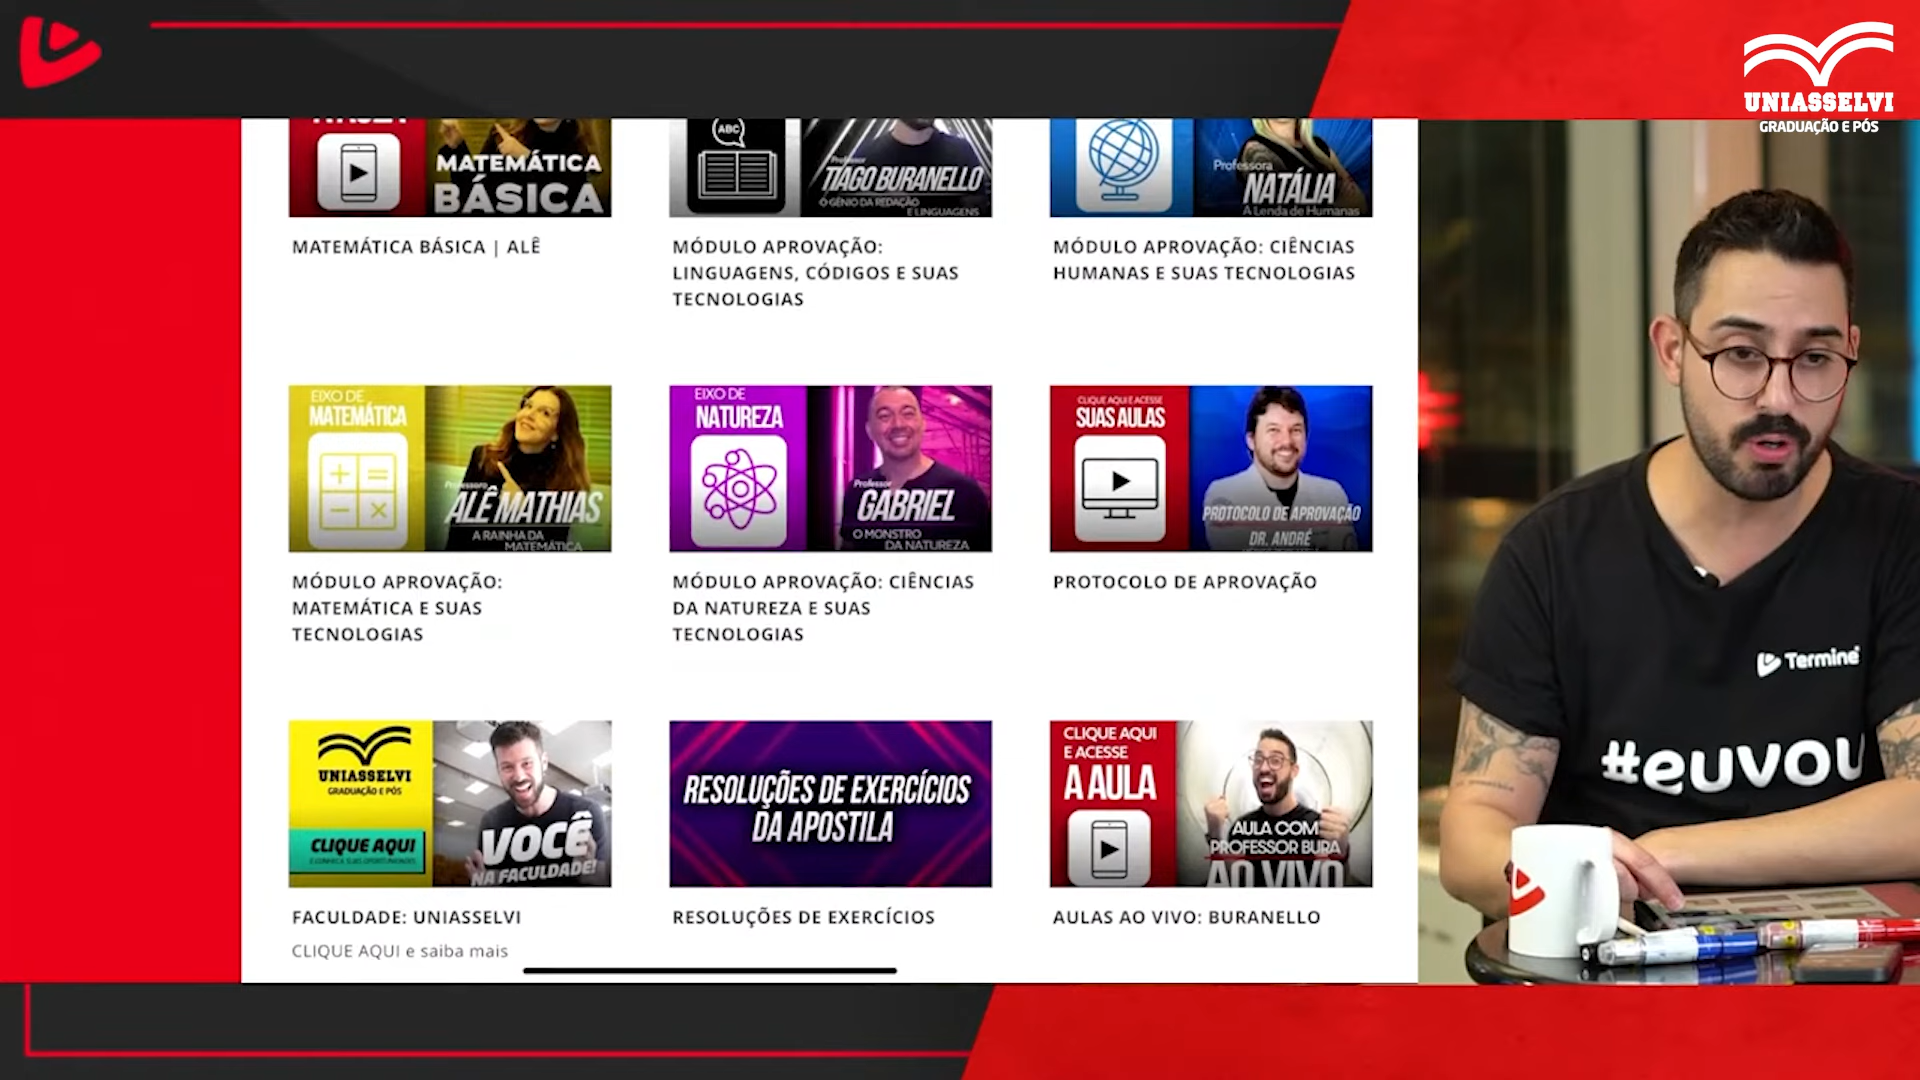 UNIASSELVI
GRADUAÇÃO E PÓS
MATEMÁTICA
BÁSICA
MATEMÁTICA BÁSICA | ALÊ
ABC
Professor
TIAGO BURANELLO
O GÊNIO DA REDAÇÃO
E LINGUAGENS
MÓDULO APROVAÇÃO:
LINGUAGENS, CÓDIGOS E SUAS
TECNOLOGIAS
Professora
NATÁLIA
A Lenda de Humanas
MÓDULO APROVAÇÃO: CIÊNCIAS
HUMANAS E SUAS TECNOLOGIAS
EIXO DE
MATEMÁTICA
Professora
ALÊ MATHIAS
A RAINHA DA
MATEMÁTICA
MÓDULO APROVAÇÃO:
MATEMÁTICA E SUAS
TECNOLOGIAS
EIXO DE
NATUREZA
Professor
GABRIEL
O MONSTRO
DA NATUREZA
MÓDULO APROVAÇÃO: CIÊNCIAS
DA NATUREZA E SUAS
TECNOLOGIAS
CLIQUE AQUI E ACESSE
SUAS AULAS
PROTOCOLO DE APROVAÇÃO
DR. ANDRÉ
PROTOCOLO DE APROVAÇÃO
UNIASSELVI
GRADUAÇÃO E PÓS
CLIQUE AQUI
VOCÊ
NA FACULDADE!
FACULDADE: UNIASSELVI
CLIQUE AQUI e saiba mais
RESOLUÇÕES DE EXERCÍCIOS
DA APOSTILA
RESOLUÇÕES DE EXERCÍCIOS
CLIQUE AQUI
E ACESSE
A AULA
AULA COM
PROFESSOR BURA
AO VIVO
AULAS AO VIVO: BURANELLO
Termine
#euvou